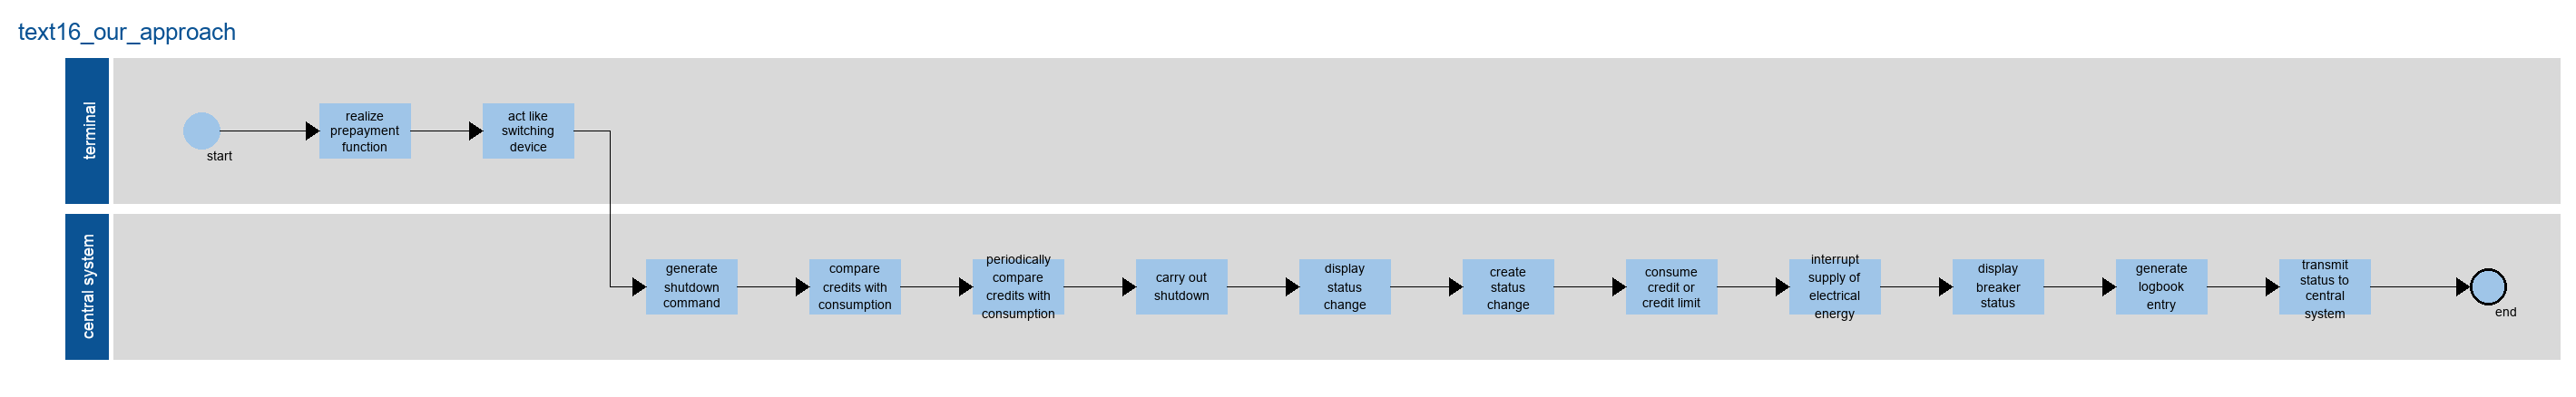 text16_our_approach
terminal
start
realize
prepayment
function
act like
switching
device
central system
generate
shutdown
command
compare
credits with
consumption
periodically
compare
credits with
consumption
carry out
shutdown
display
status
change
create
status
change
consume
credit or
credit limit
interrupt
supply of
electrical
energy
display
breaker
status
generate
logbook
entry
transmit
status to
central
system
end